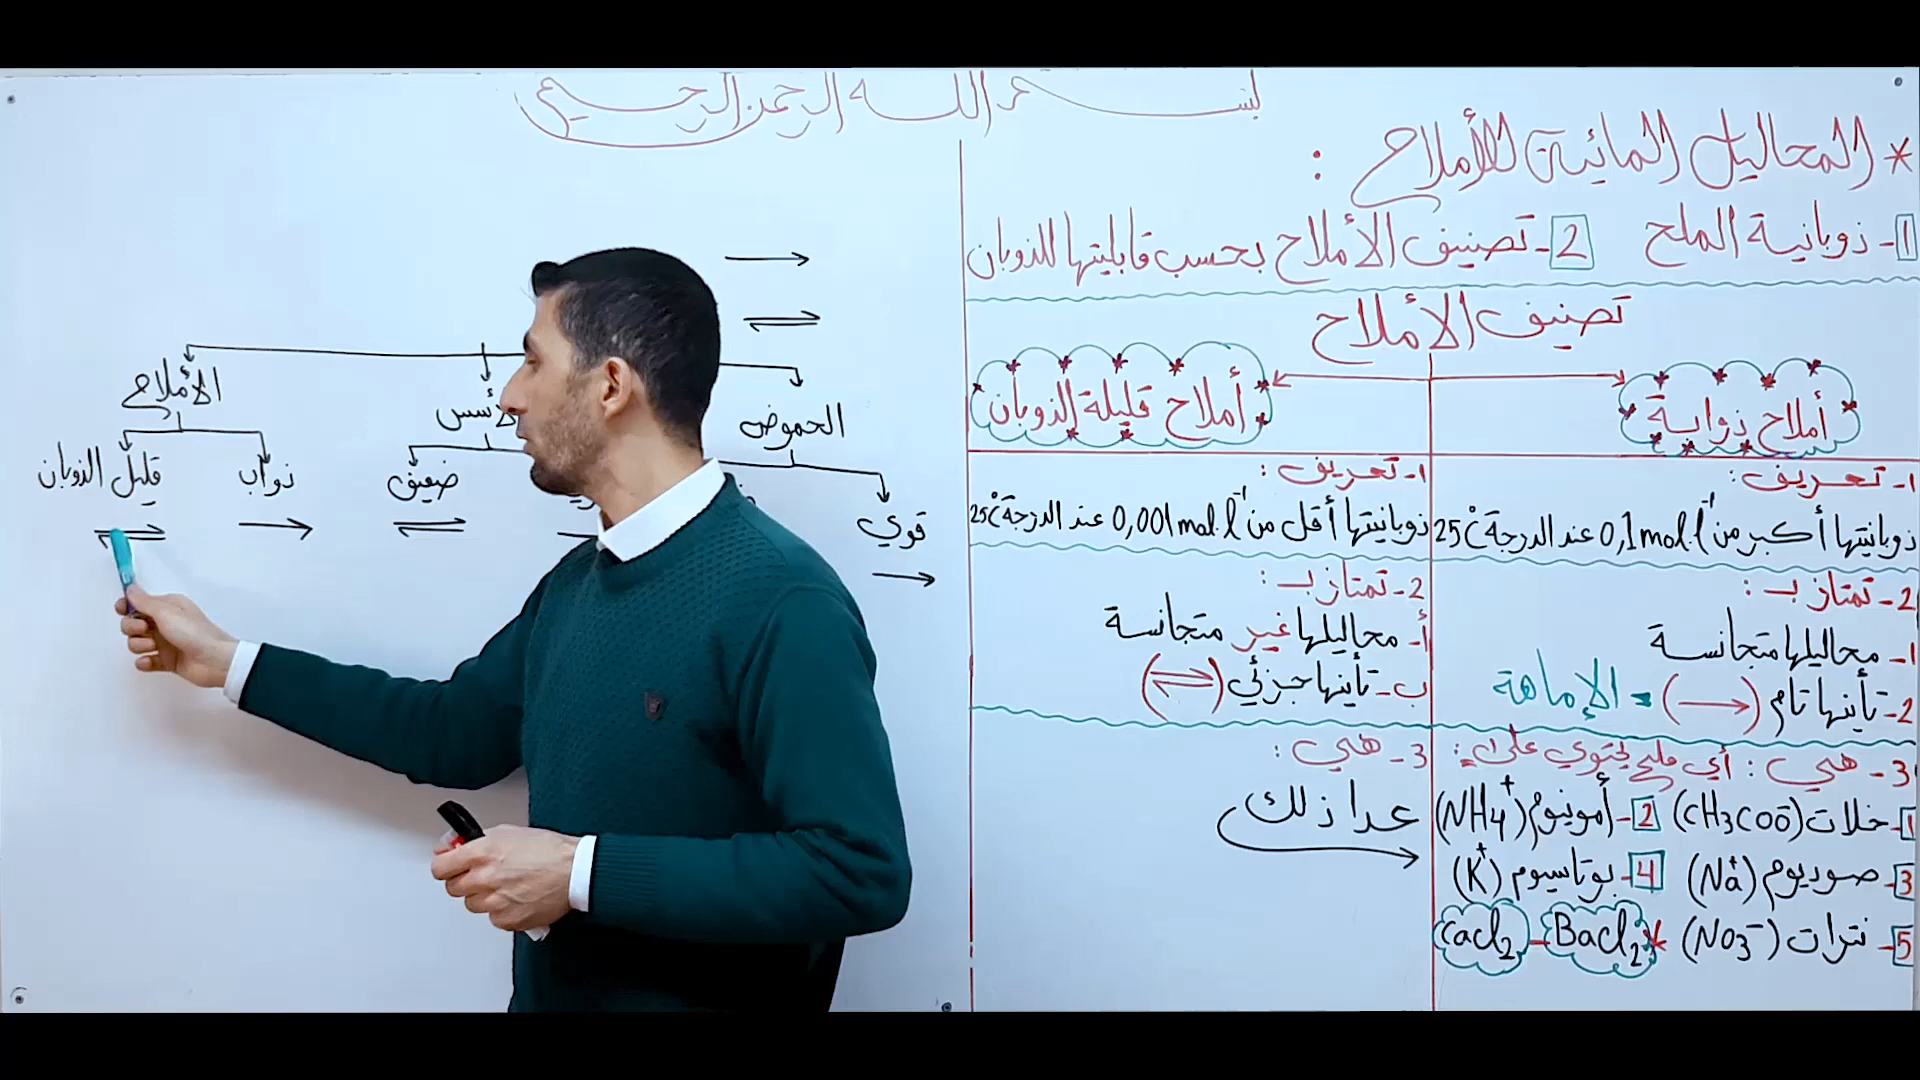 بسم الله الرحمن الرحيم
* المحاليل المائية للأملاح :
1- ذوبانية الملح 2- تصنيف الأملاح بحسب قابليتها للذوبان
تصنيف الأملاح
أملاح ذوابة
1- تعريف:
ذوبانيتها أكبر من 0,1 mol.l⁻¹ عند الدرجة 25°C
2- تمتاز بـ:
1- محاليلها متجانسة
2- تأينها تام (→) = الإماهة
3- هي: أي ملح يحتوي على:
1- خلات (CH3COO⁻) 2- أمونيوم (NH4⁺)
3- صوديوم (Na⁺) 4- بوتاسيوم (K⁺)
5- نترات (NO3⁻) * BaCl2 - CaCl2
أملاح قليلة الذوبان
1- تعريف:
ذوبانيتها أقل من 0,001 mol.l⁻¹ عند الدرجة 25°C
2- تمتاز بـ:
أ- محاليلها غير متجانسة
ب- تأينها جزئي (⇌)
3- هي:
عدا ذلك
→
⇌
الحموض
قوي
→
الأسس
ضعيف
⇌
الأملاح
ذواب قليل الذوبان
→ ⇌